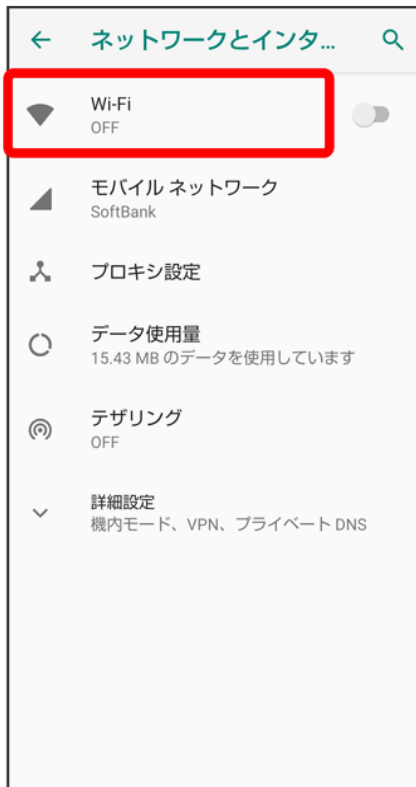 ネットワークとインタ...
Wi-Fi
OFF
モバイル ネットワーク
SoftBank
プロキシ設定
データ使用量
15.43 MB のデータを使用しています
テザリング
OFF
詳細設定
機内モード、VPN、プライベート DNS